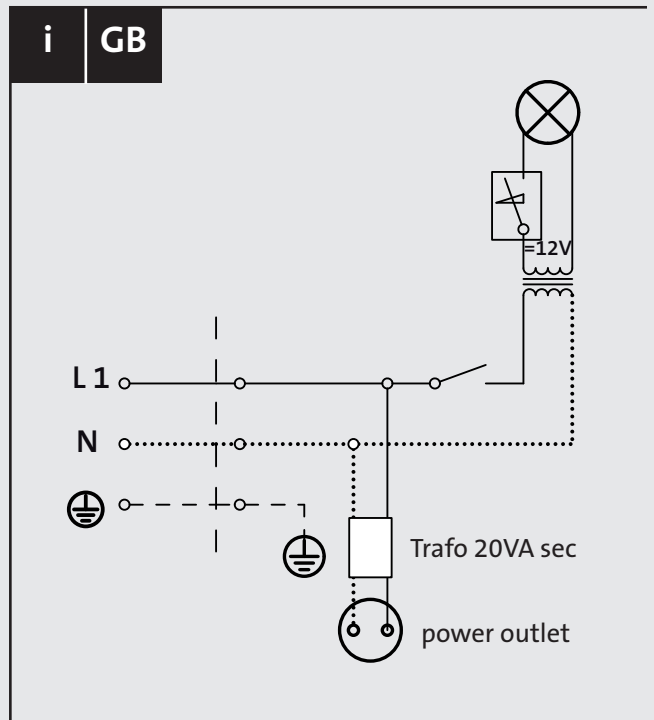 i GB
=12V
L 1
N
Trafo 20VA sec
power outlet